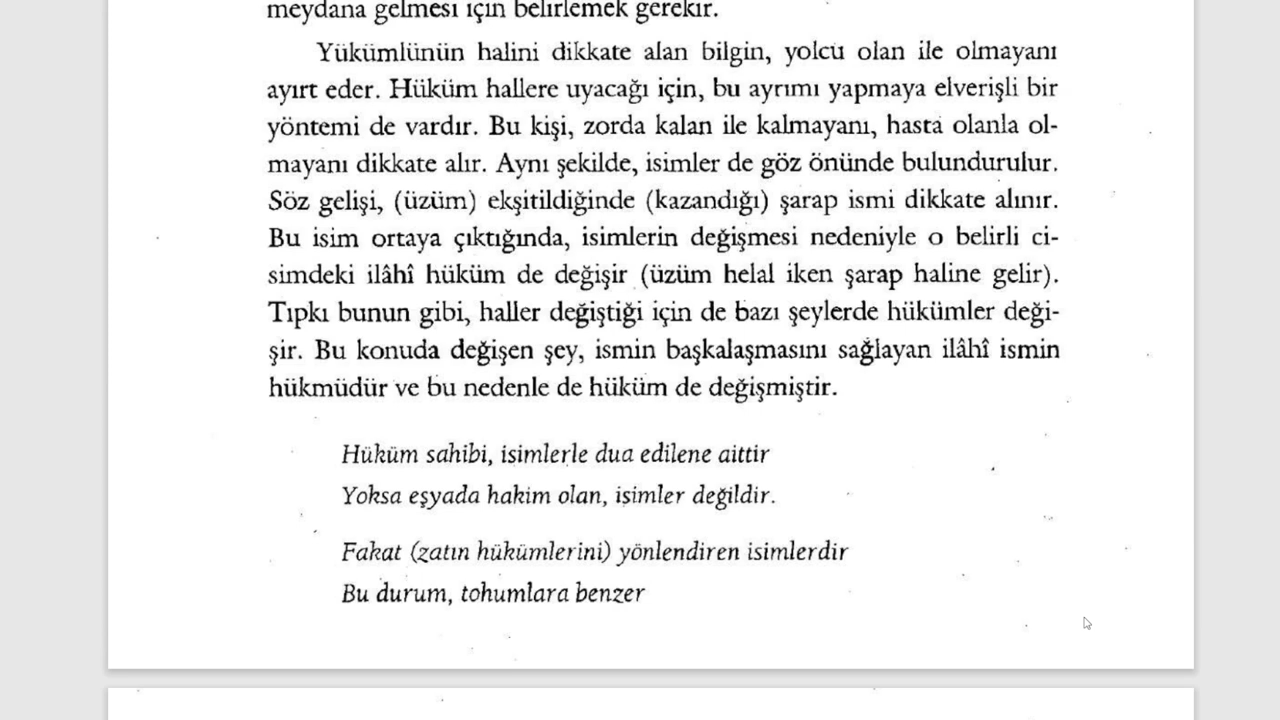 meydana gelmesi için belirlemek gerekir.
Yükümlünün halini dikkate alan bilgin, yolcu olan ile olmayanı
ayırt eder. Hüküm hallere uyacağı için, bu ayrımı yapmaya elverişli bir
yöntemi de vardır. Bu kişi, zorda kalan ile kalmayanı, hasta olanla ol-
mayanı dikkate alır. Aynı şekilde, isimler de göz önünde bulundurulur.
Söz gelişi, (üzüm) ekşitildiğinde (kazandığı) şarap ismi dikkate alınır.
Bu isim ortaya çıktığında, isimlerin değişmesi nedeniyle o belirli ci-
simdeki ilâhî hüküm de değişir (üzüm helal iken şarap haline gelir).
Tıpkı bunun gibi, haller değiştiği için de bazı şeylerde hükümler deği-
şir. Bu konuda değişen şey, ismin başkalaşmasını sağlayan ilâhî ismin
hükmüdür ve bu nedenle de hüküm de değişmiştir.
Hüküm sahibi, isimlerle dua edilene aittir
Yoksa eşyada hakim olan, isimler değildir.
Fakat (zatın hükümlerini) yönlendiren isimlerdir
Bu durum, tohumlara benzer